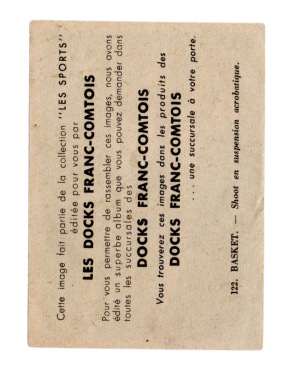 Cette image fait partie de la collection "LES SPORTS"
éditée pour vous par
LES DOCKS FRANC-COMTOIS
Pour vous permettre de rassembler ces images, nous avons
édité un superbe album que vous pouvez demander dans
toutes les succursales des
DOCKS FRANC-COMTOIS
Vous trouverez ces images dans les produits des
DOCKS FRANC-COMTOIS
... une succursale à votre porte.
122. BASKET. — Shoot en suspension acrobatique.